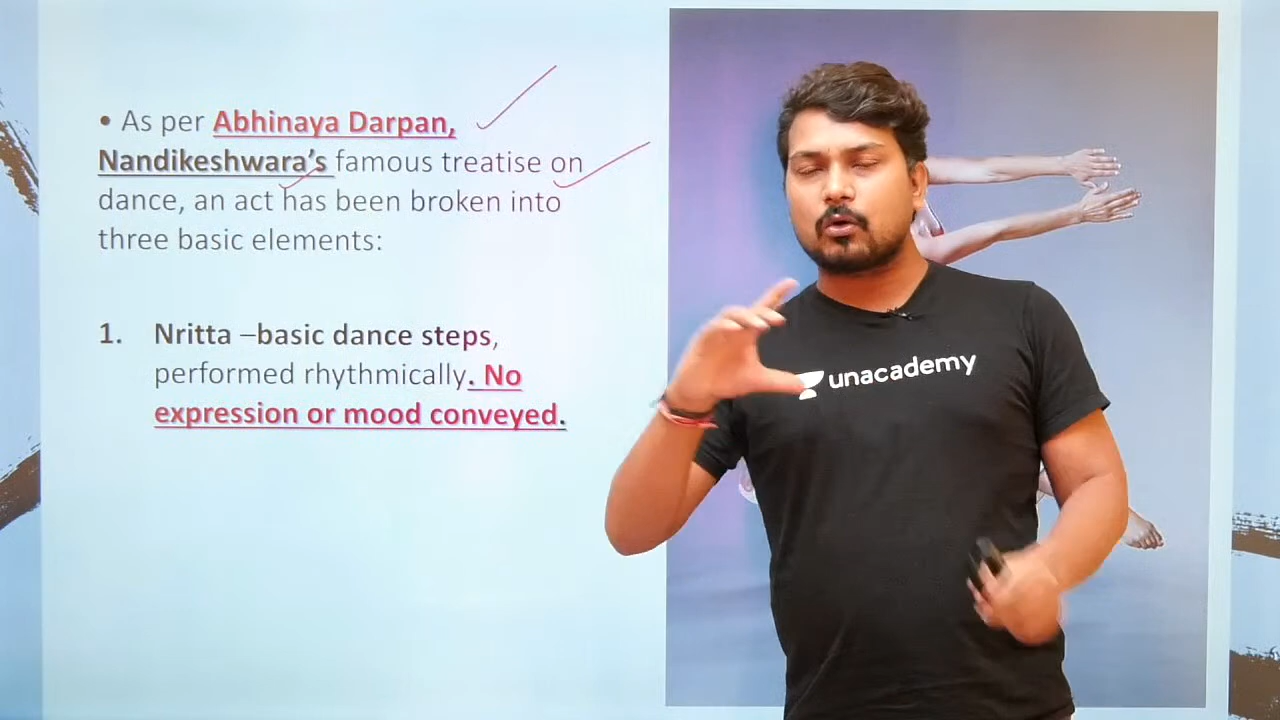 • As per Abhinaya Darpan,
Nandikeshwara’s famous treatise on
dance, an act has been broken into
three basic elements:
1. Nritta –basic dance steps,
performed rhythmically. No
expression or mood conveyed.
unacademy